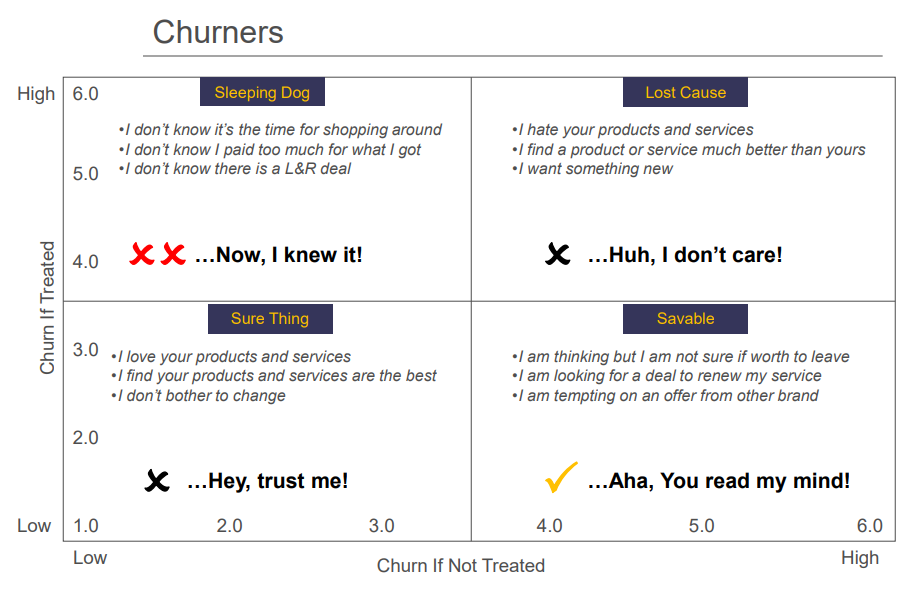 Churners
High
6.0
Sleeping Dog
Lost Cause
•I don't know it's the time for shopping around
•I don't know I paid too much for what I got
•I don't know there is a L&R deal
•I hate your products and services
•I find a product or service much better than yours
•I want something new
5.0
4.0
…Now, I knew it!
…Huh, I don't care!
Churn If Treated
Sure Thing
Savable
3.0
•I love your products and services
•I find your products and services are the best
•I don't bother to change
•I am thinking but I am not sure if worth to leave
•I am looking for a deal to renew my service
•I am tempting on an offer from other brand
2.0
…Hey, trust me!
…Aha, You read my mind!
Low
1.0
2.0
3.0
4.0
5.0
6.0
Low
Churn If Not Treated
High